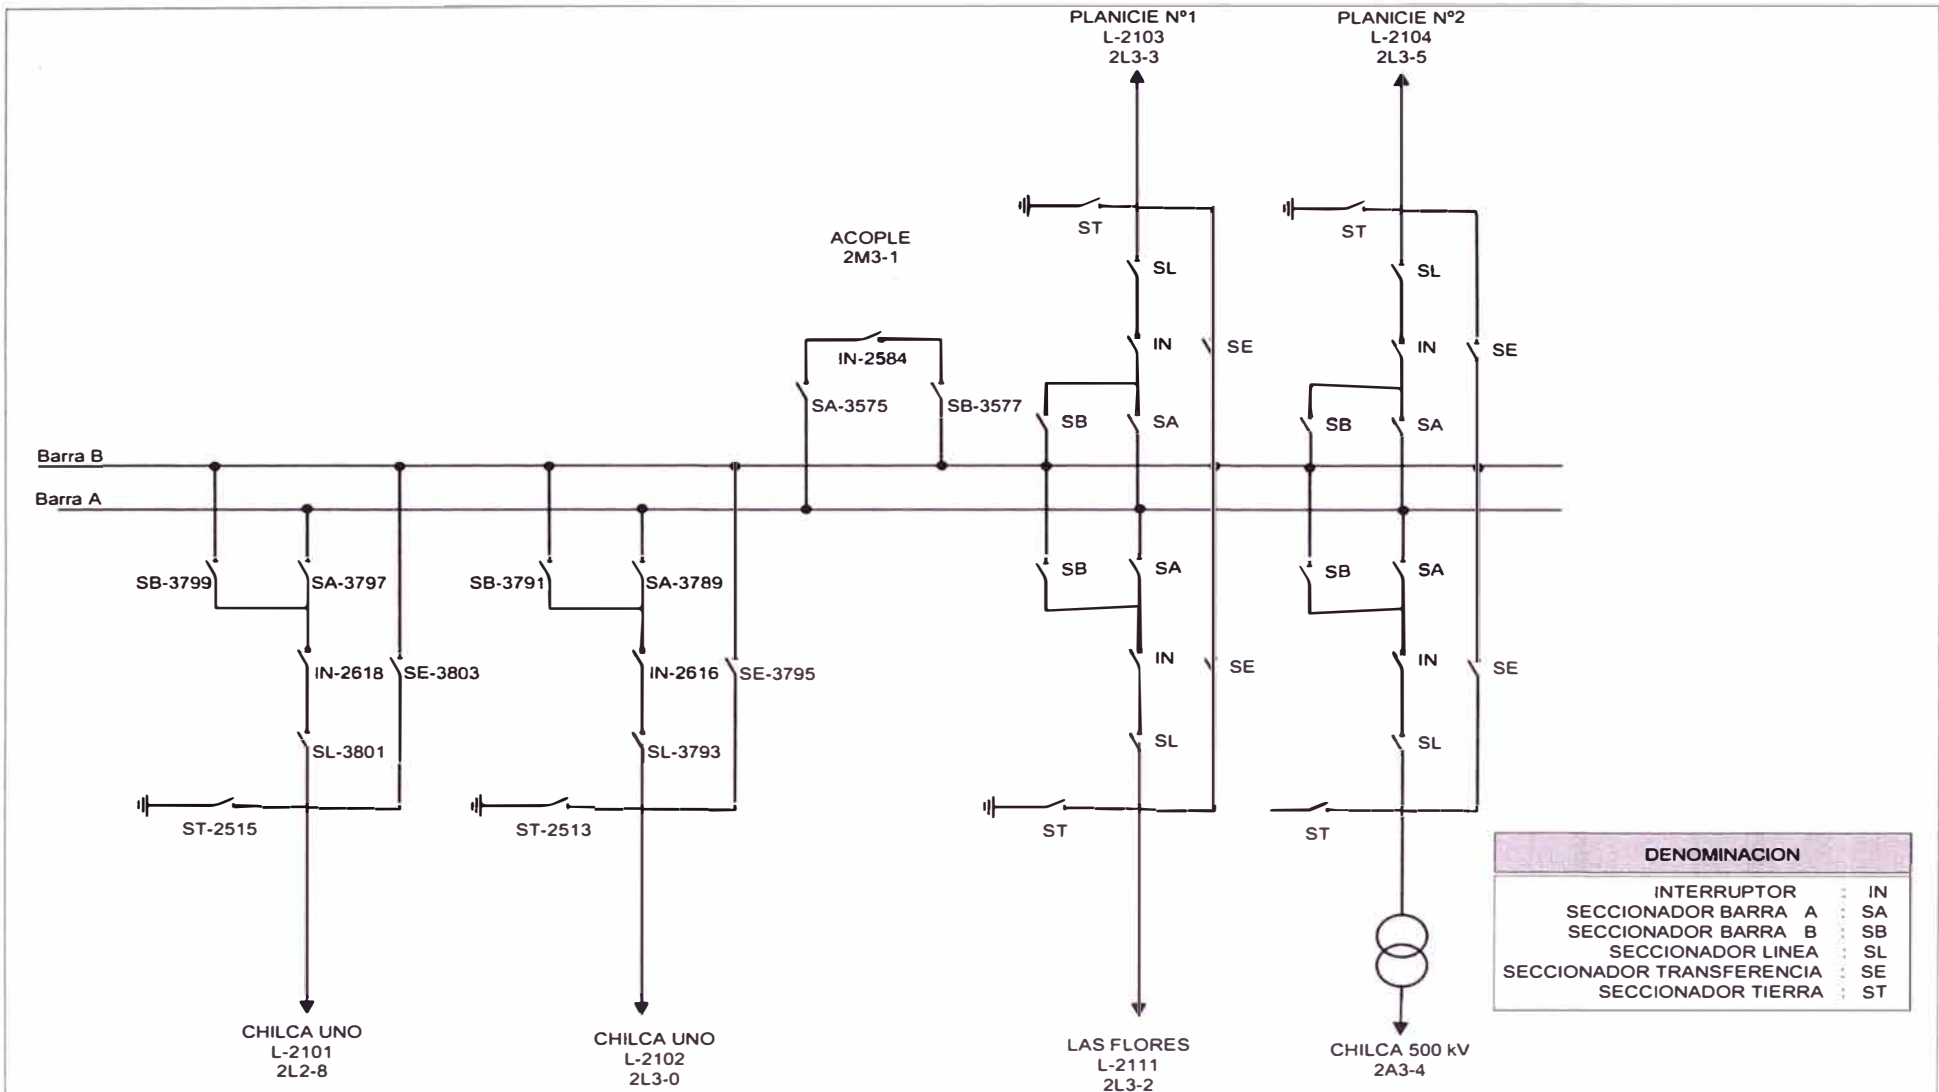 PLANICIE Nº1
L-2103
2L3-3
PLANICIE Nº2
L-2104
2L3-5
ST
ST
ACOPLE
2M3-1
SL
SL
IN
SE
IN
SE
IN-2584
SA-3575
SB-3577
SB
SA
SB
SA
Barra B
Barra A
SB-3799
SA-3797
SB-3791
SA-3789
SB
SA
SB
SA
IN-2618
SE-3803
IN-2616
SE-3795
IN
SE
IN
SE
SL-3801
SL-3793
SL
SL
ST-2515
ST-2513
ST
ST
DENOMINACION
INTERRUPTOR : IN
SECCIONADOR BARRA A : SA
SECCIONADOR BARRA B : SB
SECCIONADOR LINEA : SL
SECCIONADOR TRANSFERENCIA : SE
SECCIONADOR TIERRA : ST
CHILCA UNO
L-2101
2L2-8
CHILCA UNO
L-2102
2L3-0
LAS FLORES
L-2111
2L3-2
CHILCA 500 kV
2A3-4